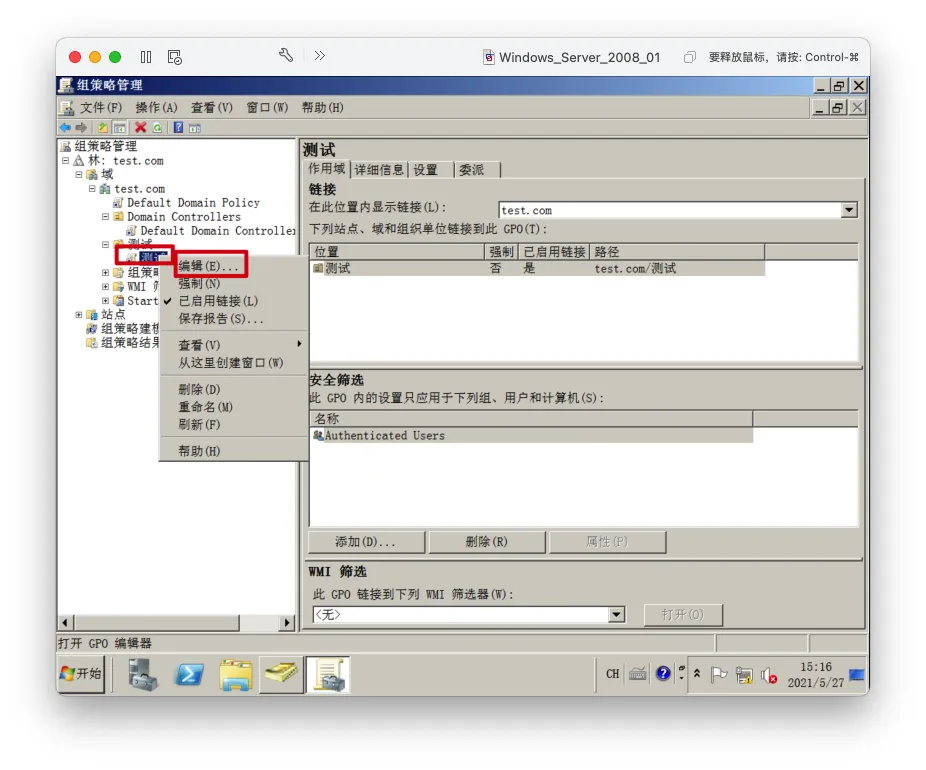 Windows_Server_2008_01
要释放鼠标，请按: Control-⌘
组策略管理
文件(F) 操作(A) 查看(V) 窗口(W) 帮助(H)
组策略管理
林: test.com
域
test.com
Default Domain Policy
Domain Controllers
Default Domain Controller
测试
测试
组策略
WMI
Start
站点
组策略建模
组策略结果
编辑(E)...
强制(N)
已启用链接(L)
保存报告(S)...
查看(V)
从这里创建窗口(W)
删除(D)
重命名(M)
刷新(F)
帮助(H)
测试
作用域 详细信息 设置 委派
链接
在此位置内显示链接(L): test.com
下列站点、域和组织单位链接到此 GPO(T):
位置 强制 已启用链接 路径
测试 否 是 test.com/测试
安全筛选
此 GPO 内的设置只应用于下列组、用户和计算机(S):
名称
Authenticated Users
添加(D)... 删除(R) 属性(P)
WMI 筛选
此 GPO 链接到下列 WMI 筛选器(W):
<无> 打开(O)
打开 GPO 编辑器
开始
CH
15:16
2021/5/27